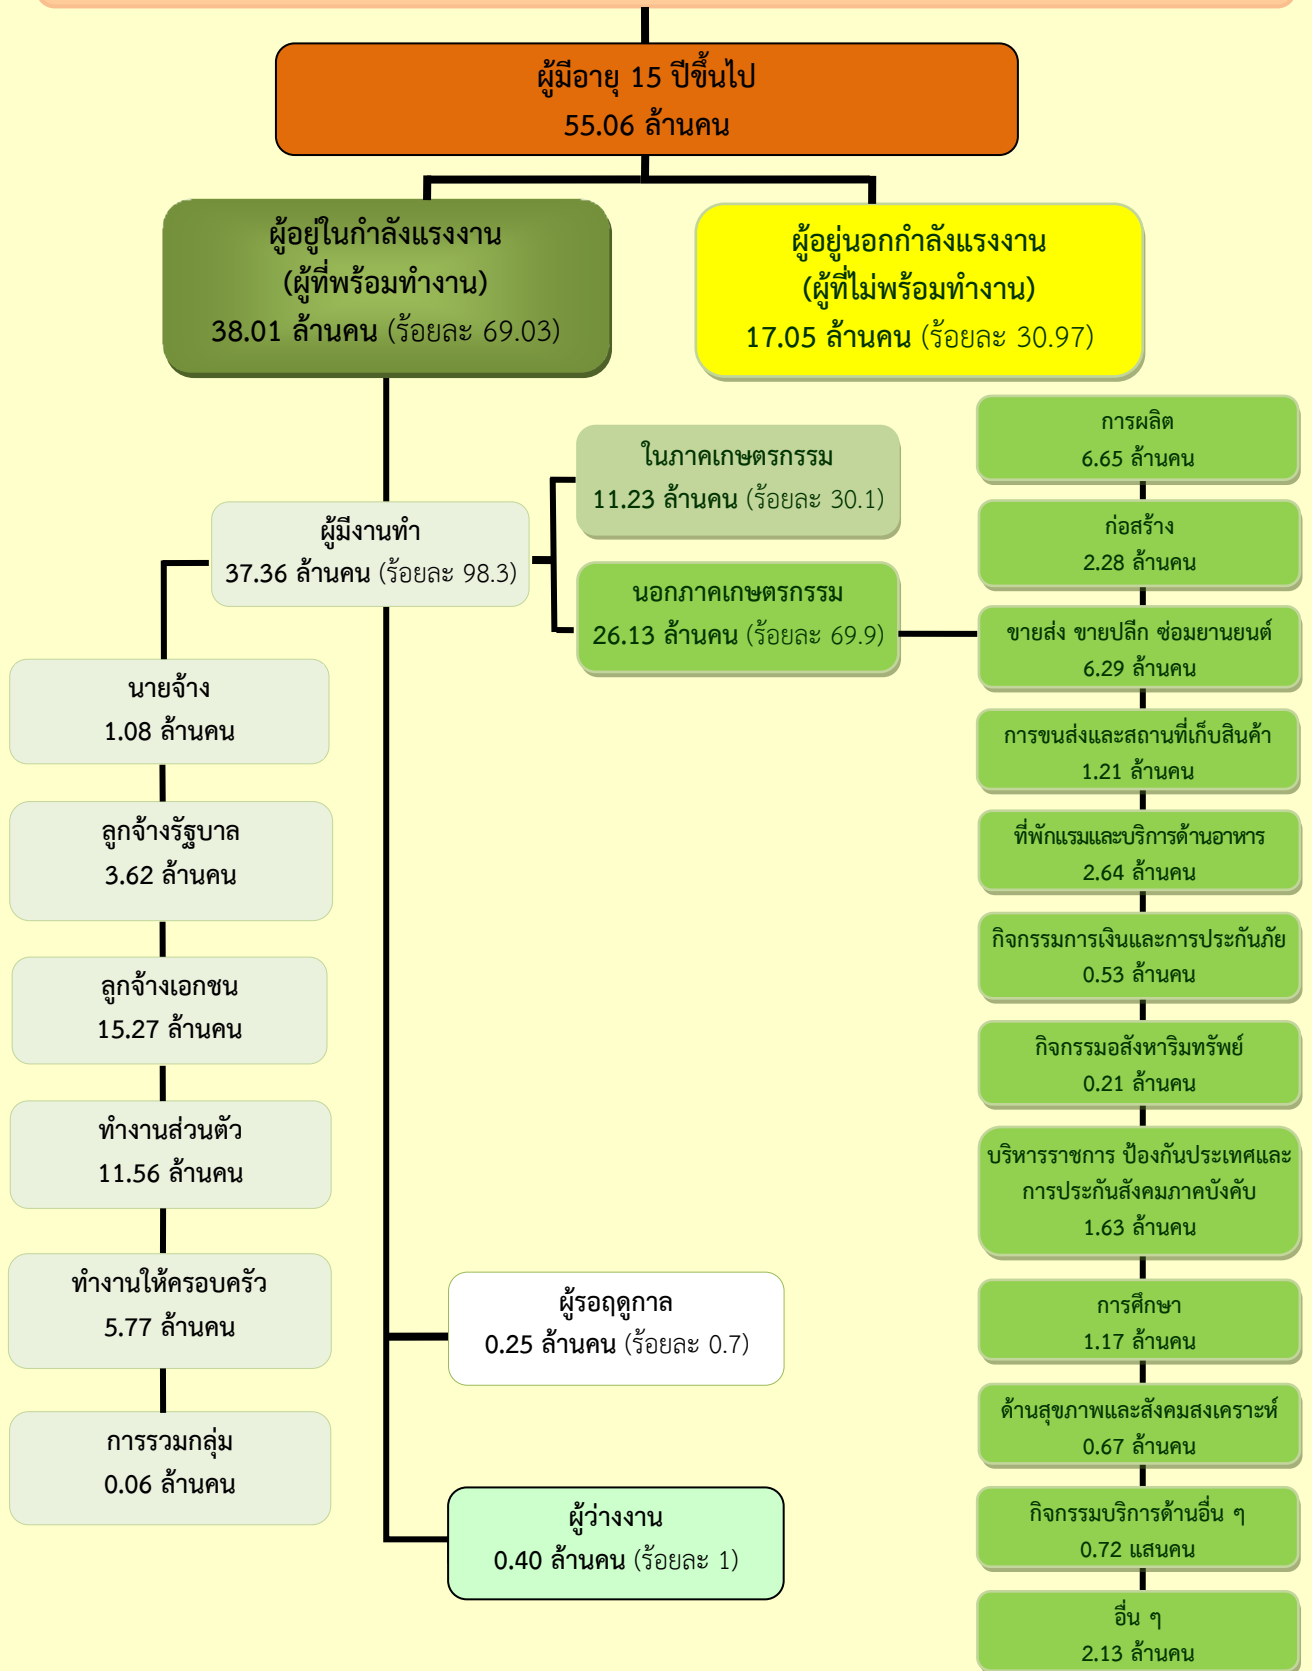 ผู้มีอายุ 15 ปีขึ้นไป
55.06 ล้านคน
ผู้อยู่ในกำลังแรงงาน
(ผู้ที่พร้อมทำงาน)
38.01 ล้านคน (ร้อยละ 69.03)
ผู้อยู่นอกกำลังแรงงาน
(ผู้ที่ไม่พร้อมทำงาน)
17.05 ล้านคน (ร้อยละ 30.97)
ผู้มีงานทำ
37.36 ล้านคน (ร้อยละ 98.3)
ในภาคเกษตรกรรม
11.23 ล้านคน (ร้อยละ 30.1)
นอกภาคเกษตรกรรม
26.13 ล้านคน (ร้อยละ 69.9)
นายจ้าง
1.08 ล้านคน
ลูกจ้างรัฐบาล
3.62 ล้านคน
ลูกจ้างเอกชน
15.27 ล้านคน
ทำงานส่วนตัว
11.56 ล้านคน
ทำงานให้ครอบครัว
5.77 ล้านคน
การรวมกลุ่ม
0.06 ล้านคน
ผู้รอฤดูกาล
0.25 ล้านคน (ร้อยละ 0.7)
ผู้ว่างงาน
0.40 ล้านคน (ร้อยละ 1)
การผลิต
6.65 ล้านคน
ก่อสร้าง
2.28 ล้านคน
ขายส่ง ขายปลีก ซ่อมยานยนต์
6.29 ล้านคน
การขนส่งและสถานที่เก็บสินค้า
1.21 ล้านคน
ที่พักแรมและบริการด้านอาหาร
2.64 ล้านคน
กิจกรรมการเงินและการประกันภัย
0.53 ล้านคน
กิจกรรมอสังหาริมทรัพย์
0.21 ล้านคน
บริหารราชการ ป้องกันประเทศและ
การประกันสังคมภาคบังคับ
1.63 ล้านคน
การศึกษา
1.17 ล้านคน
ด้านสุขภาพและสังคมสงเคราะห์
0.67 ล้านคน
กิจกรรมบริการด้านอื่น ๆ
0.72 แสนคน
อื่น ๆ
2.13 ล้านคน